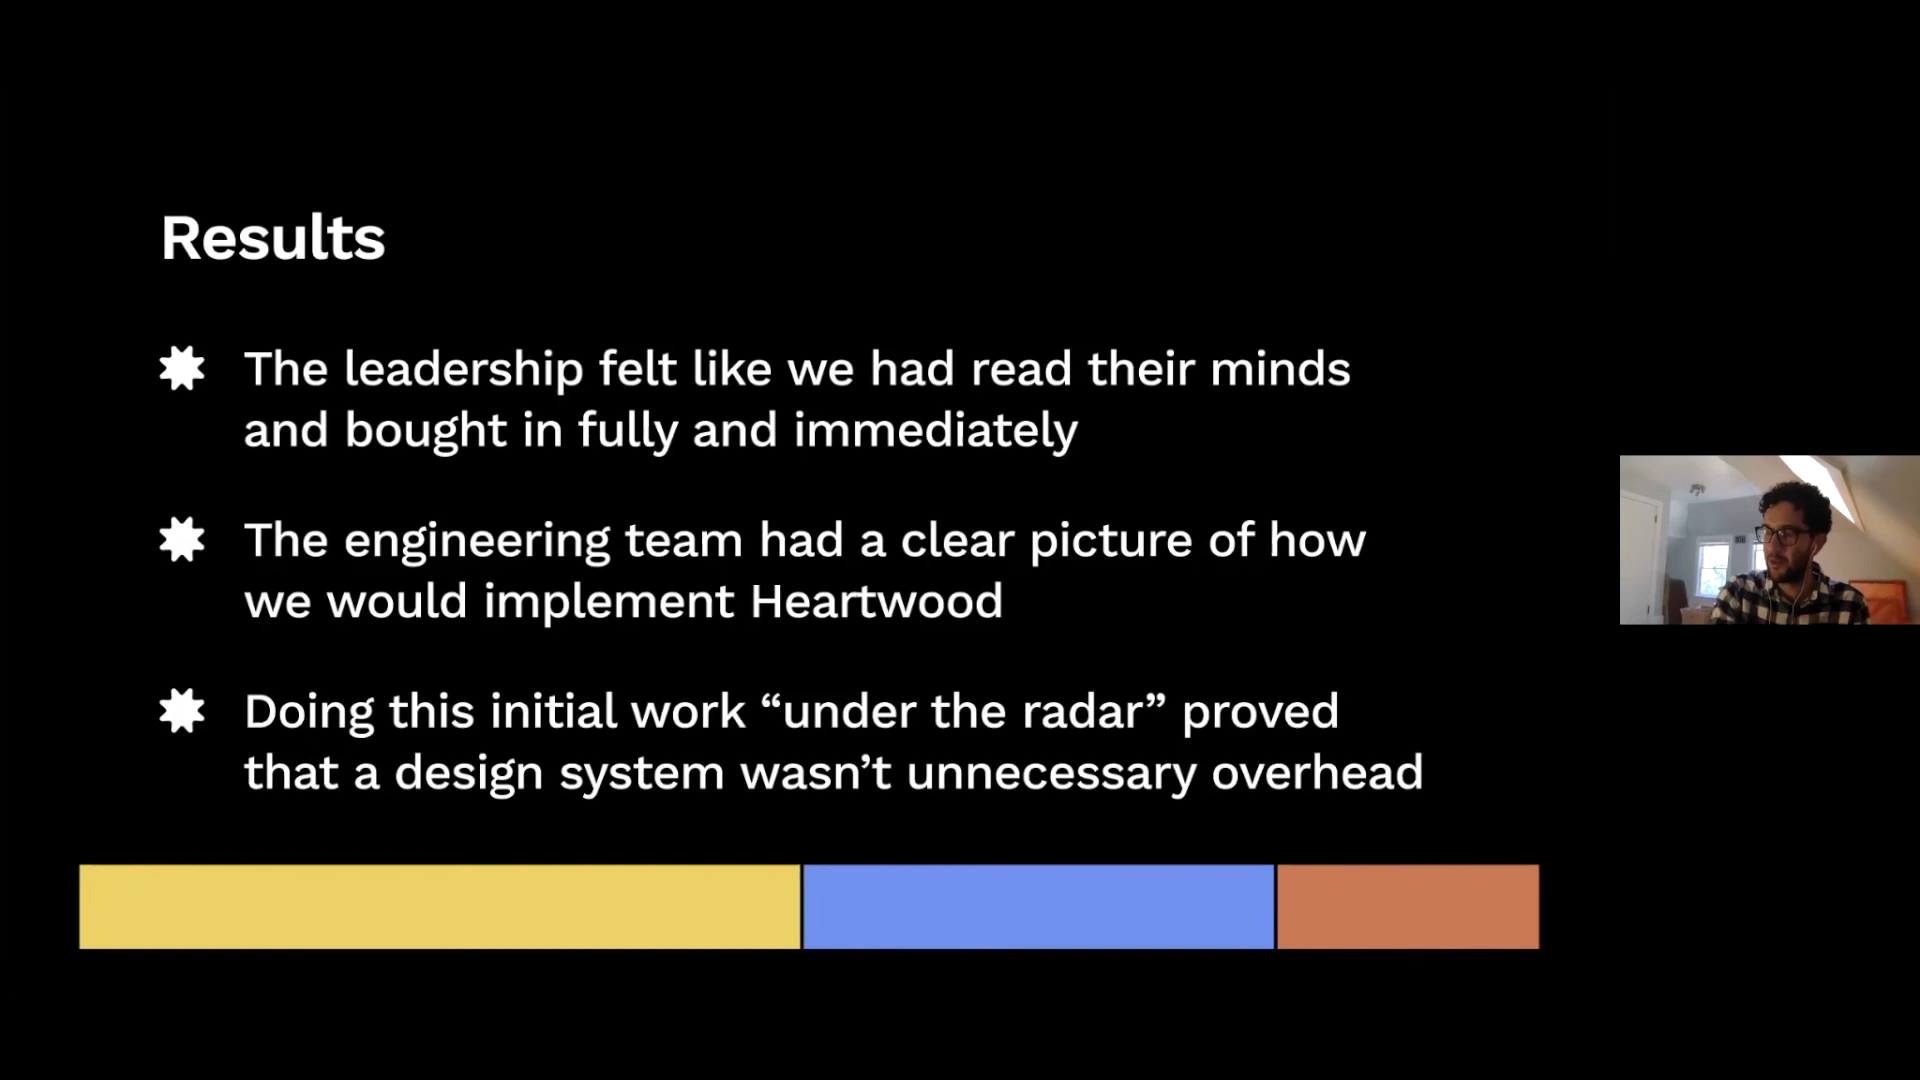 Results
The leadership felt like we had read their minds
and bought in fully and immediately
The engineering team had a clear picture of how
we would implement Heartwood
Doing this initial work “under the radar” proved
that a design system wasn’t unnecessary overhead